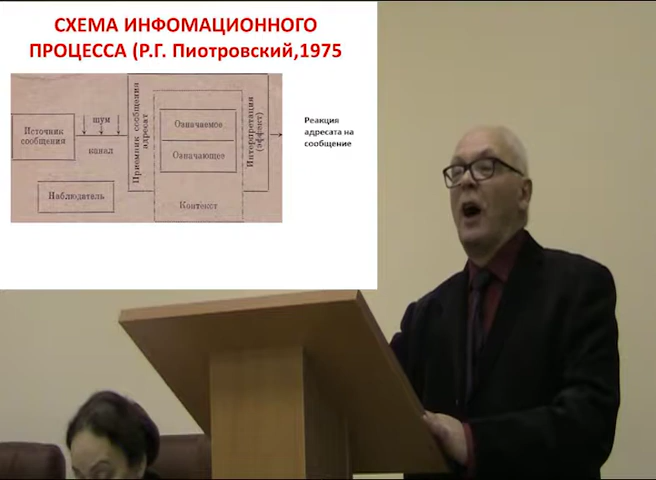 СХЕМА ИНФОМАЦИОННОГО
ПРОЦЕССА (Р.Г. Пиотровский,1975
Источник
сообщения
шум
канал
Наблюдатель
Приемник сообщения
адресат
Означаемое
Означающее
Контекст
Интерпретация
(эффект)
Реакция
адресата на
сообщение